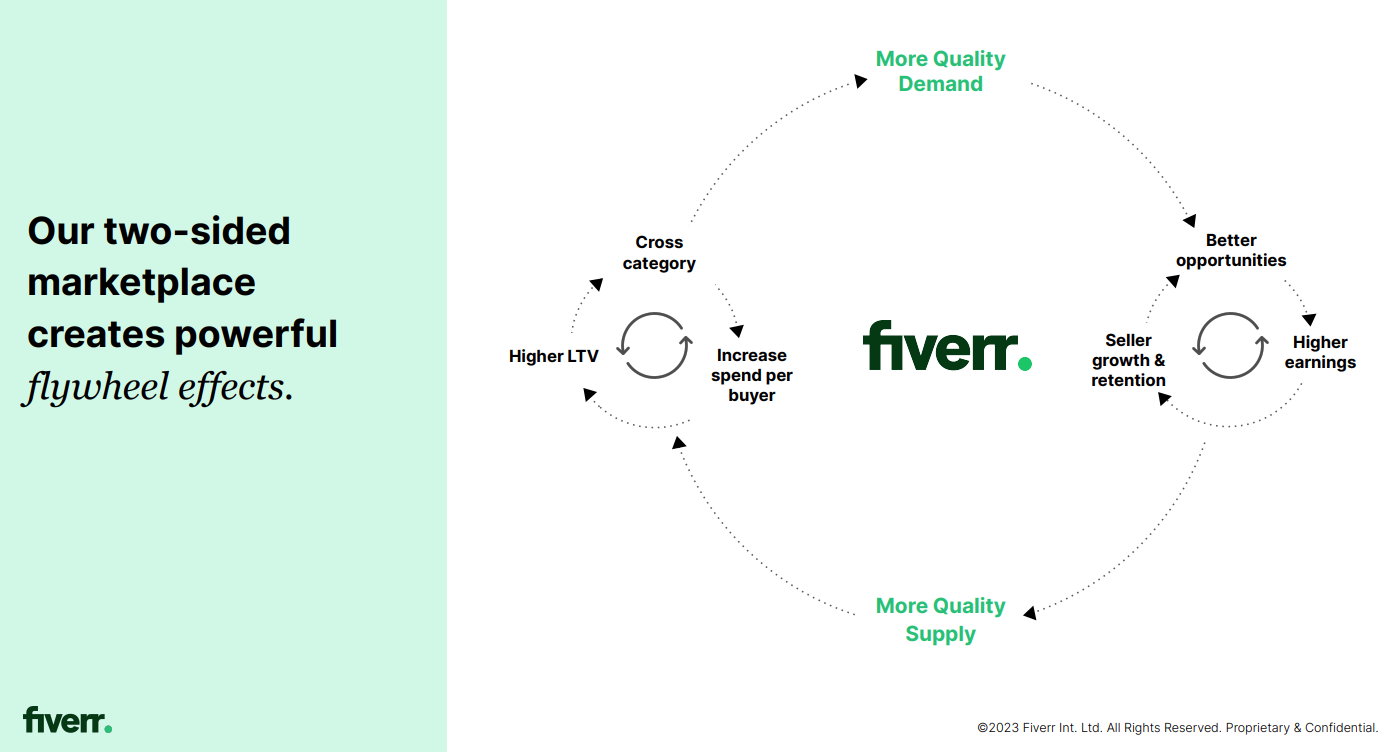 Our two-sided
marketplace
creates powerful
flywheel effects.
fiverr.
More Quality
Demand
Cross
category
Higher LTV
Increase
spend per
buyer
fiverr.
Better
opportunities
Seller
growth &
retention
Higher
earnings
More Quality
Supply
©2023 Fiverr Int. Ltd. All Rights Reserved. Proprietary & Confidential.